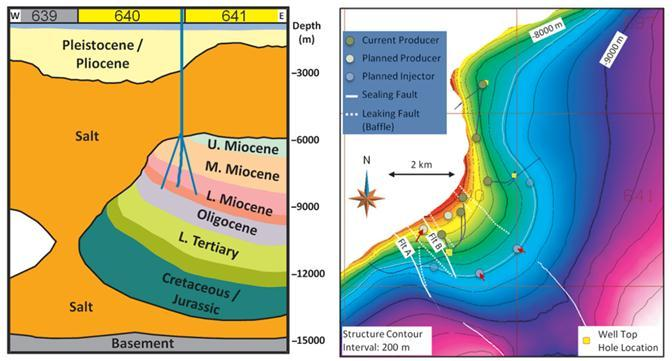 W 639 640 641 E
Depth
(m)
Pleistocene /
Pliocene
−3000
Salt
−6000
U. Miocene
M. Miocene
L. Miocene
−9000
Oligocene
L. Tertiary
−12000
Cretaceous /
Jurassic
Salt
−15000
Basement
Current Producer
Planned Producer
Planned Injector
Sealing Fault
Leaking Fault
(Baffle)
-8000 m
-9000 m
N
2 km
641
Flt A
Flt B
Structure Contour
Interval: 200 m
Well Top
Hole Location